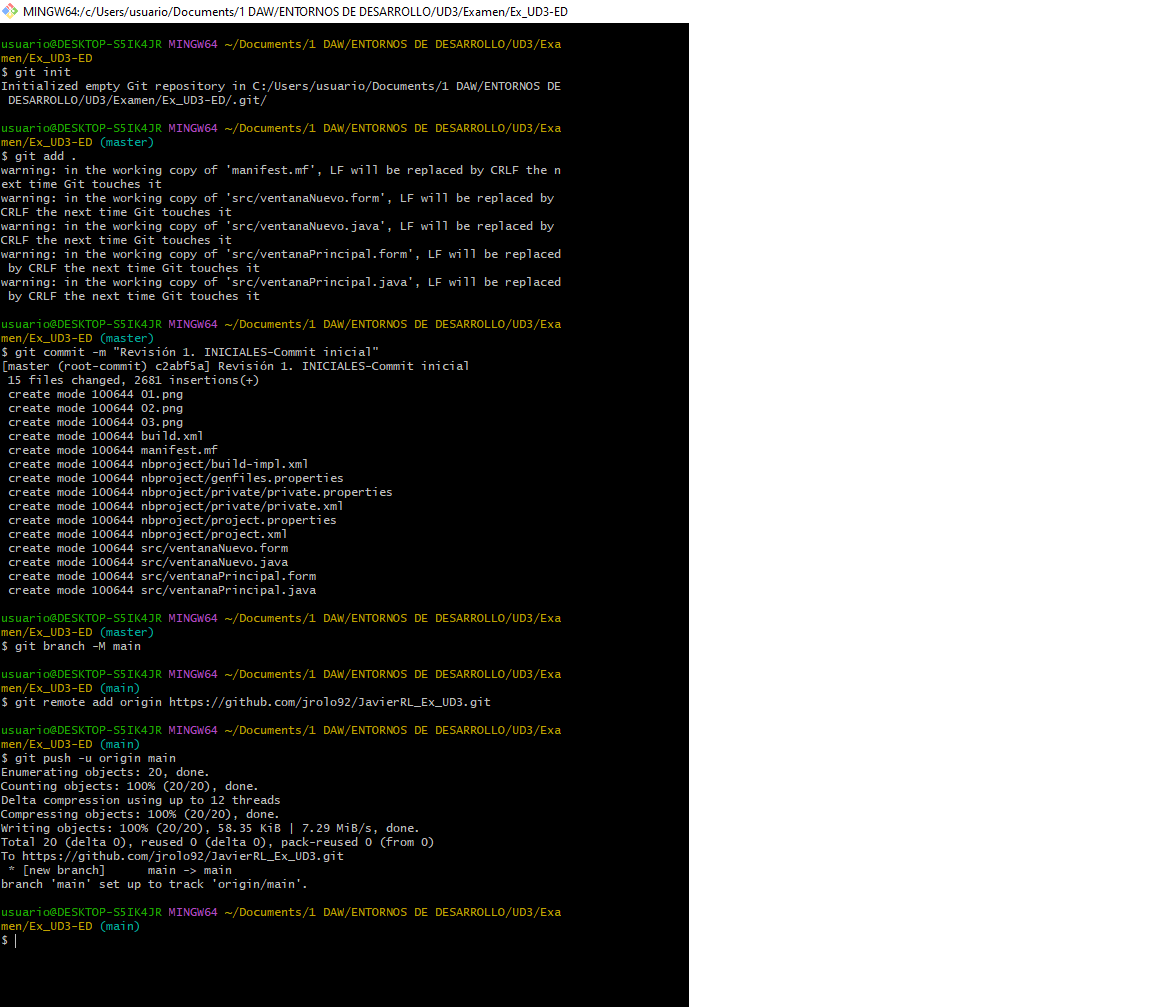 MINGW64:/c/Users/usuario/Documents/1 DAW/ENTORNOS DE DESARROLLO/UD3/Examen/Ex_UD3-ED
usuario@DESKTOP-S5IK4JR MINGW64 ~/Documents/1 DAW/ENTORNOS DE DESARROLLO/UD3/Exa
men/Ex_UD3-ED
$ git init
Initialized empty Git repository in C:/Users/usuario/Documents/1 DAW/ENTORNOS DE
 DESARROLLO/UD3/Examen/Ex_UD3-ED/.git/
usuario@DESKTOP-S5IK4JR MINGW64 ~/Documents/1 DAW/ENTORNOS DE DESARROLLO/UD3/Exa
men/Ex_UD3-ED (master)
$ git add .
warning: in the working copy of 'manifest.mf', LF will be replaced by CRLF the n
ext time Git touches it
warning: in the working copy of 'src/ventanaNuevo.form', LF will be replaced by
CRLF the next time Git touches it
warning: in the working copy of 'src/ventanaNuevo.java', LF will be replaced by
CRLF the next time Git touches it
warning: in the working copy of 'src/ventanaPrincipal.form', LF will be replaced
 by CRLF the next time Git touches it
warning: in the working copy of 'src/ventanaPrincipal.java', LF will be replaced
 by CRLF the next time Git touches it
usuario@DESKTOP-S5IK4JR MINGW64 ~/Documents/1 DAW/ENTORNOS DE DESARROLLO/UD3/Exa
men/Ex_UD3-ED (master)
$ git commit -m "Revisión 1. INICIALES-Commit inicial"
[master (root-commit) c2abf5a] Revisión 1. INICIALES-Commit inicial
 15 files changed, 2681 insertions(+)
 create mode 100644 01.png
 create mode 100644 02.png
 create mode 100644 03.png
 create mode 100644 build.xml
 create mode 100644 manifest.mf
 create mode 100644 nbproject/build-impl.xml
 create mode 100644 nbproject/genfiles.properties
 create mode 100644 nbproject/private/private.properties
 create mode 100644 nbproject/private/private.xml
 create mode 100644 nbproject/project.properties
 create mode 100644 nbproject/project.xml
 create mode 100644 src/ventanaNuevo.form
 create mode 100644 src/ventanaNuevo.java
 create mode 100644 src/ventanaPrincipal.form
 create mode 100644 src/ventanaPrincipal.java
usuario@DESKTOP-S5IK4JR MINGW64 ~/Documents/1 DAW/ENTORNOS DE DESARROLLO/UD3/Exa
men/Ex_UD3-ED (master)
$ git branch -M main
usuario@DESKTOP-S5IK4JR MINGW64 ~/Documents/1 DAW/ENTORNOS DE DESARROLLO/UD3/Exa
men/Ex_UD3-ED (main)
$ git remote add origin https://github.com/jrolo92/JavierRL_Ex_UD3.git
usuario@DESKTOP-S5IK4JR MINGW64 ~/Documents/1 DAW/ENTORNOS DE DESARROLLO/UD3/Exa
men/Ex_UD3-ED (main)
$ git push -u origin main
Enumerating objects: 20, done.
Counting objects: 100% (20/20), done.
Delta compression using up to 12 threads
Compressing objects: 100% (20/20), done.
Writing objects: 100% (20/20), 58.35 KiB | 7.29 MiB/s, done.
Total 20 (delta 0), reused 0 (delta 0), pack-reused 0 (from 0)
To https://github.com/jrolo92/JavierRL_Ex_UD3.git
 * [new branch]      main -> main
branch 'main' set up to track 'origin/main'.
usuario@DESKTOP-S5IK4JR MINGW64 ~/Documents/1 DAW/ENTORNOS DE DESARROLLO/UD3/Exa
men/Ex_UD3-ED (main)
$